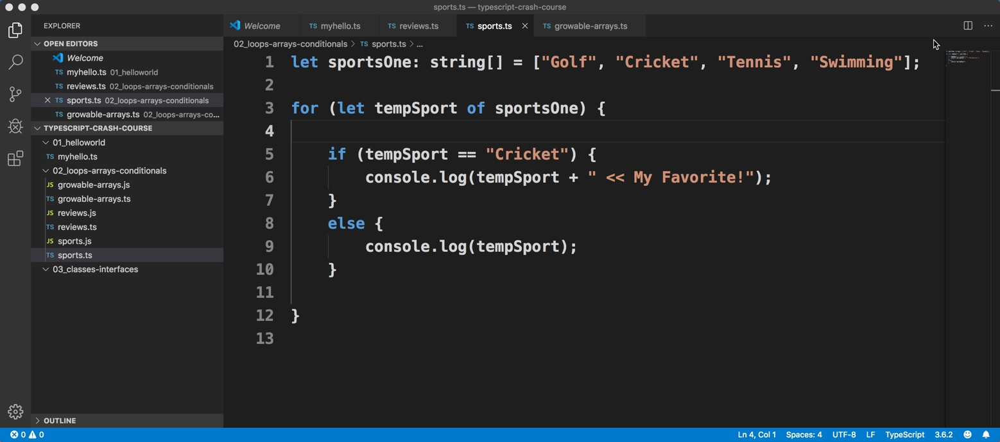 sports.ts — typescript-crash-course
EXPLORER
OPEN EDITORS
Welcome
TS myhello.ts 01_helloworld
TS reviews.ts 02_loops-arrays-conditionals
TS sports.ts 02_loops-arrays-conditionals
TS growable-arrays.ts 02_loops-arrays-co...
TYPESCRIPT-CRASH-COURSE
01_helloworld
TS myhello.ts
02_loops-arrays-conditionals
JS growable-arrays.js
TS growable-arrays.ts
JS reviews.js
TS reviews.ts
JS sports.js
TS sports.ts
03_classes-interfaces
OUTLINE
Welcome TS myhello.ts TS reviews.ts TS sports.ts TS growable-arrays.ts
02_loops-arrays-conditionals > TS sports.ts > ...
1 let sportsOne: string[] = ["Golf", "Cricket", "Tennis", "Swimming"];
2
3 for (let tempSport of sportsOne) {
4
5 if (tempSport == "Cricket") {
6 console.log(tempSport + " << My Favorite!");
7 }
8 else {
9 console.log(tempSport);
10 }
11
12 }
13
0 0 Ln 4, Col 1 Spaces: 4 UTF-8 LF TypeScript 3.6.2